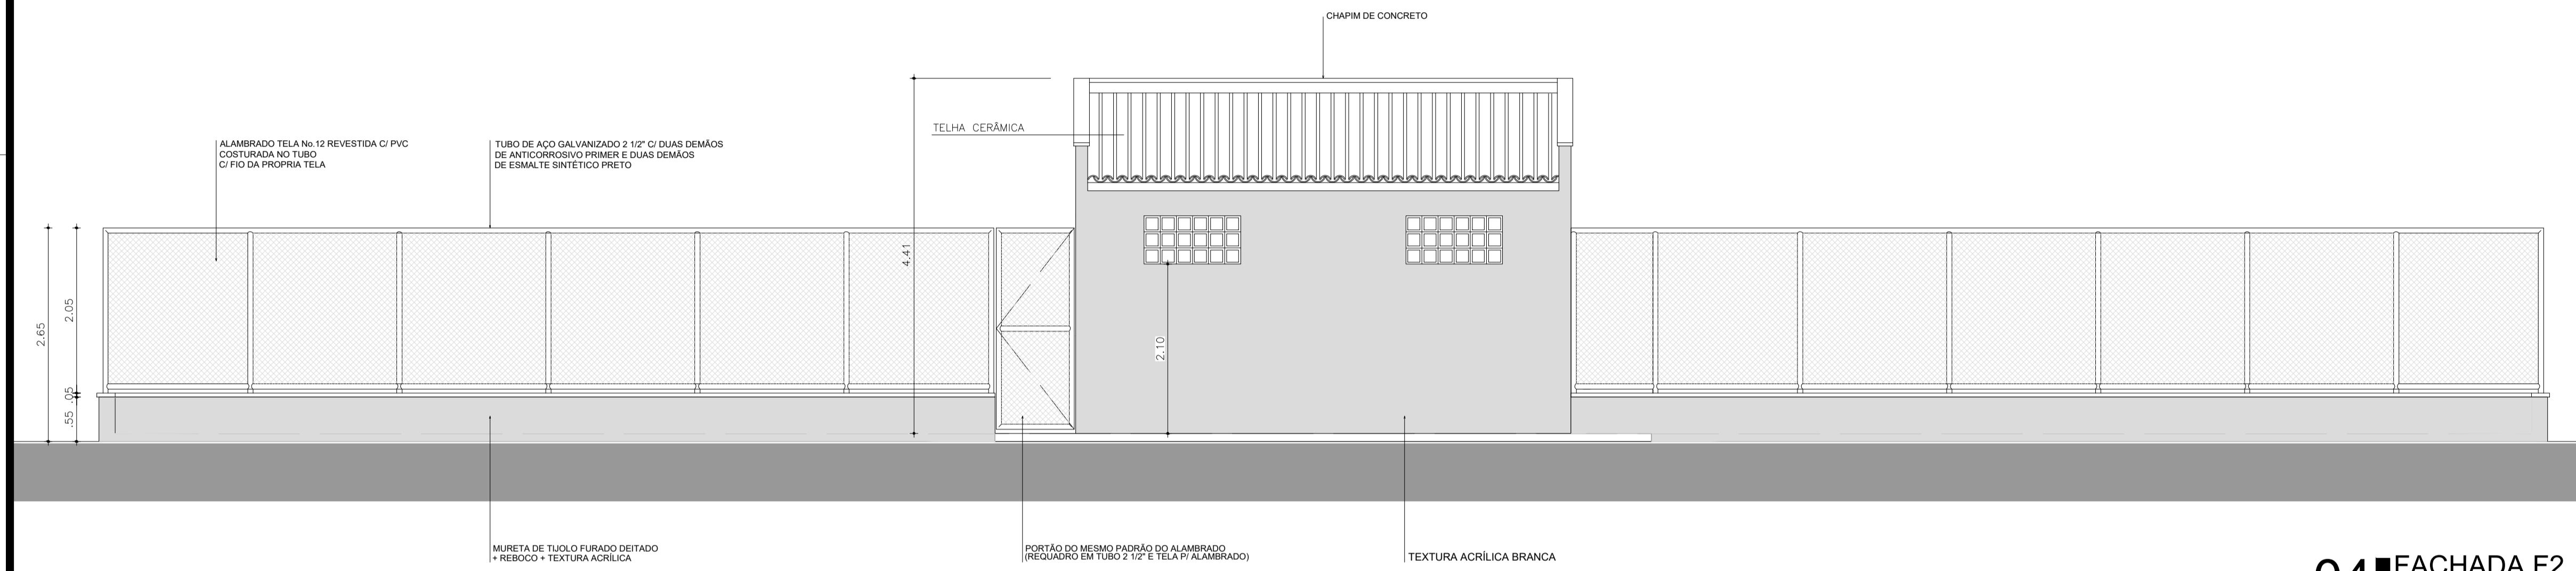 CHAPIM DE CONCRETO
TELHA CERÂMICA
ALAMBRADO TELA No.12 REVESTIDA C/ PVC
COSTURADA NO TUBO
C/ FIO DA PROPRIA TELA
TUBO DE AÇO GALVANIZADO 2 1/2" C/ DUAS DEMÃOS
DE ANTICORROSIVO PRIMER E DUAS DEMÃOS
DE ESMALTE SINTÉTICO PRETO
4.41
2.05
2.65
2.10
.05
.55
MURETA DE TIJOLO FURADO DEITADO
+ REBOCO + TEXTURA ACRÍLICA
PORTÃO DO MESMO PADRÃO DO ALAMBRADO
(REQUADRO EM TUBO 2 1/2" E TELA P/ ALAMBRADO)
TEXTURA ACRÍLICA BRANCA
FACHADA F2